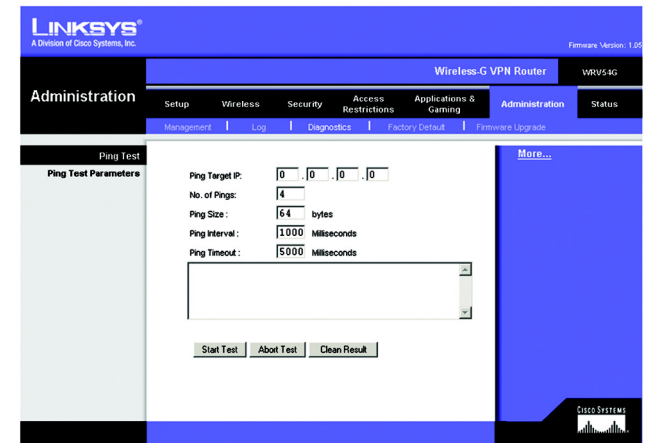 LINKSYS®
A Division of Cisco Systems, Inc.
Firmware Version: 1.05
Wireless-G VPN Router WRV54G
Administration
Setup Wireless Security Access Restrictions Applications & Gaming Administration Status
Management | Log | Diagnostics | Factory Default | Firmware Upgrade
Ping Test
More...
Ping Test Parameters
Ping Target IP: 0 . 0 . 0 . 0
No. of Pings: 4
Ping Size : 64 bytes
Ping Interval : 1000 Milliseconds
Ping Timeout : 5000 Milliseconds
Start Test Abort Test Clean Result
CISCO SYSTEMS